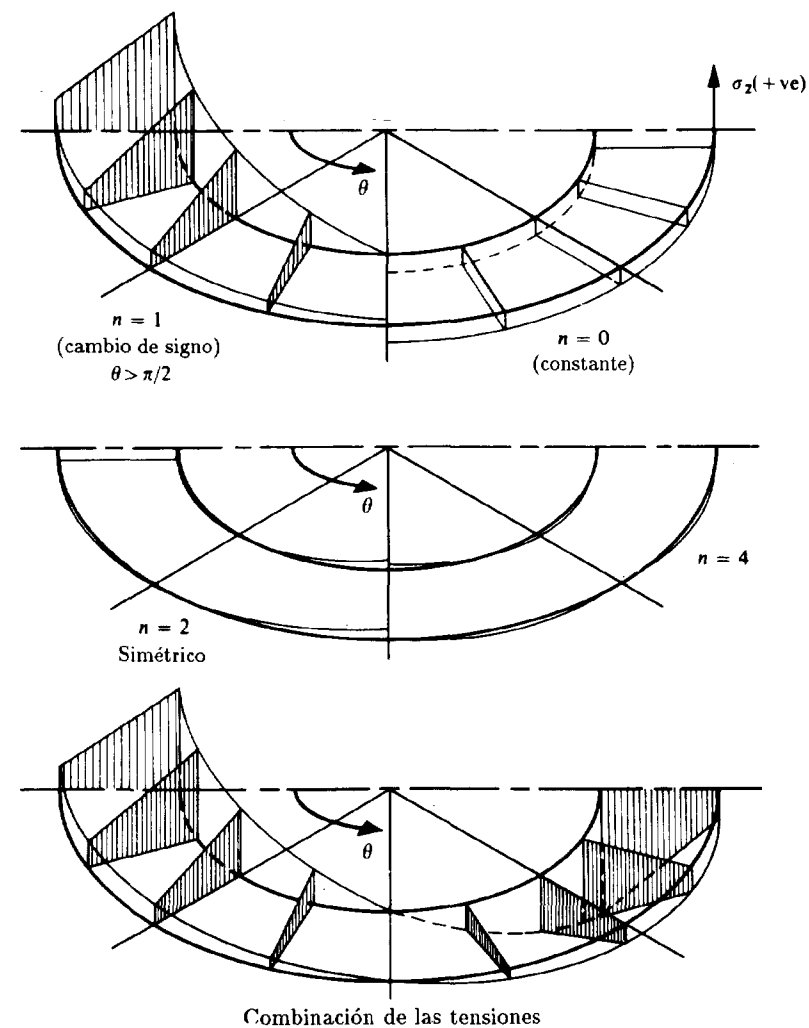 σz(+ve)
θ
n = 1
(cambio de signo)
θ > π/2
n = 0
(constante)
θ
n = 4
n = 2
Simétrico
θ
Combinación de las tensiones